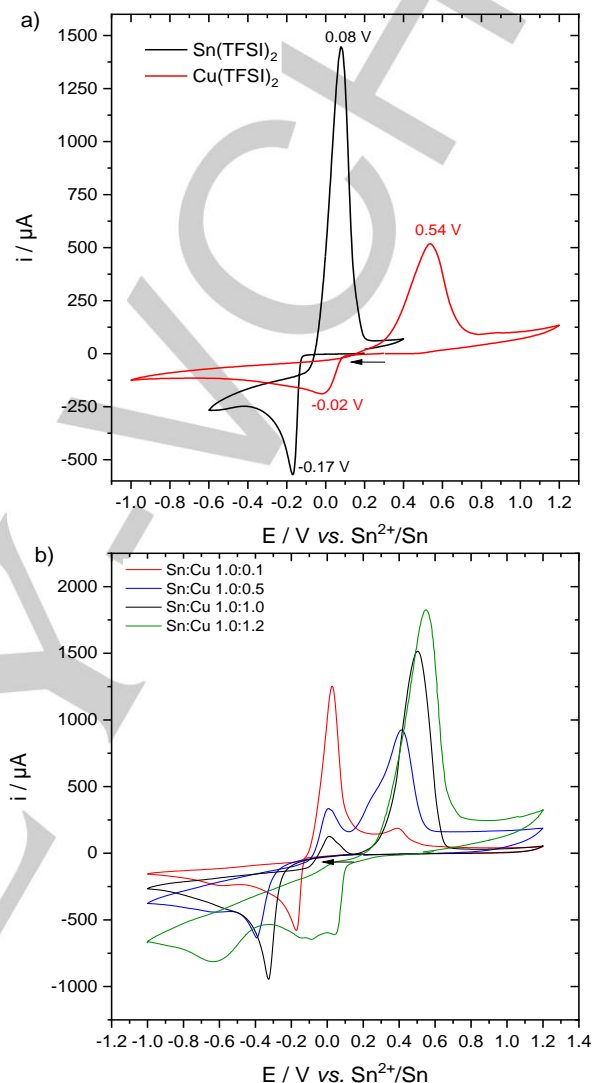 a)
Sn(TFSI)₂
Cu(TFSI)₂
0.08 V
0.54 V
-0.02 V
-0.17 V
1500
1250
1000
750
500
250
0
-250
-500
i / µA
-1.0 -0.8 -0.6 -0.4 -0.2 0.0 0.2 0.4 0.6 0.8 1.0 1.2
E / V vs. Sn²⁺/Sn
b)
Sn:Cu 1.0:0.1
Sn:Cu 1.0:0.5
Sn:Cu 1.0:1.0
Sn:Cu 1.0:1.2
2000
1500
1000
500
0
-500
-1000
i / µA
-1.2 -1.0 -0.8 -0.6 -0.4 -0.2 0.0 0.2 0.4 0.6 0.8 1.0 1.2 1.4
E / V vs. Sn²⁺/Sn